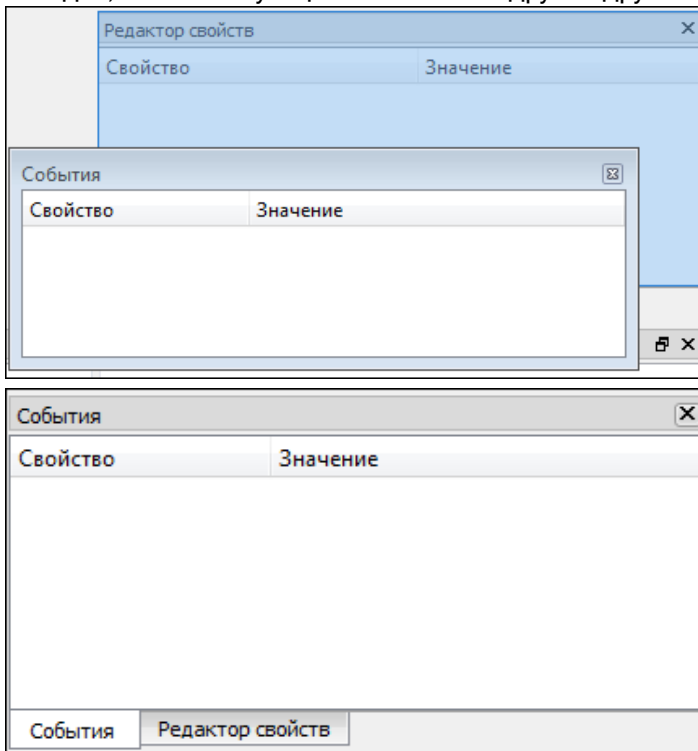 Редактор свойств
Свойство Значение
События
Свойство Значение
События
Свойство Значение
События Редактор свойств